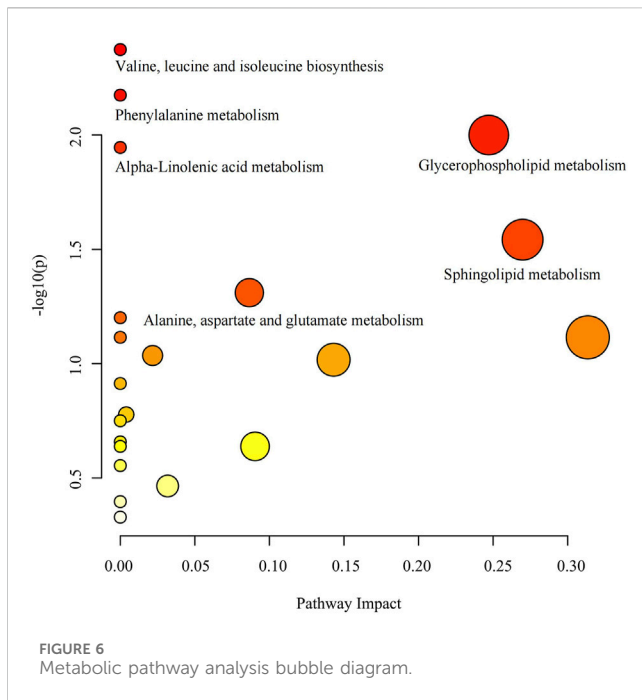 Valine, leucine and isoleucine biosynthesis
Phenylalanine metabolism
Alpha-Linolenic acid metabolism
Glycerophospholipid metabolism
Sphingolipid metabolism
Alanine, aspartate and glutamate metabolism
-log10(p)
2.0
1.5
1.0
0.5
0.00 0.05 0.10 0.15 0.20 0.25 0.30
Pathway Impact
FIGURE 6
Metabolic pathway analysis bubble diagram.